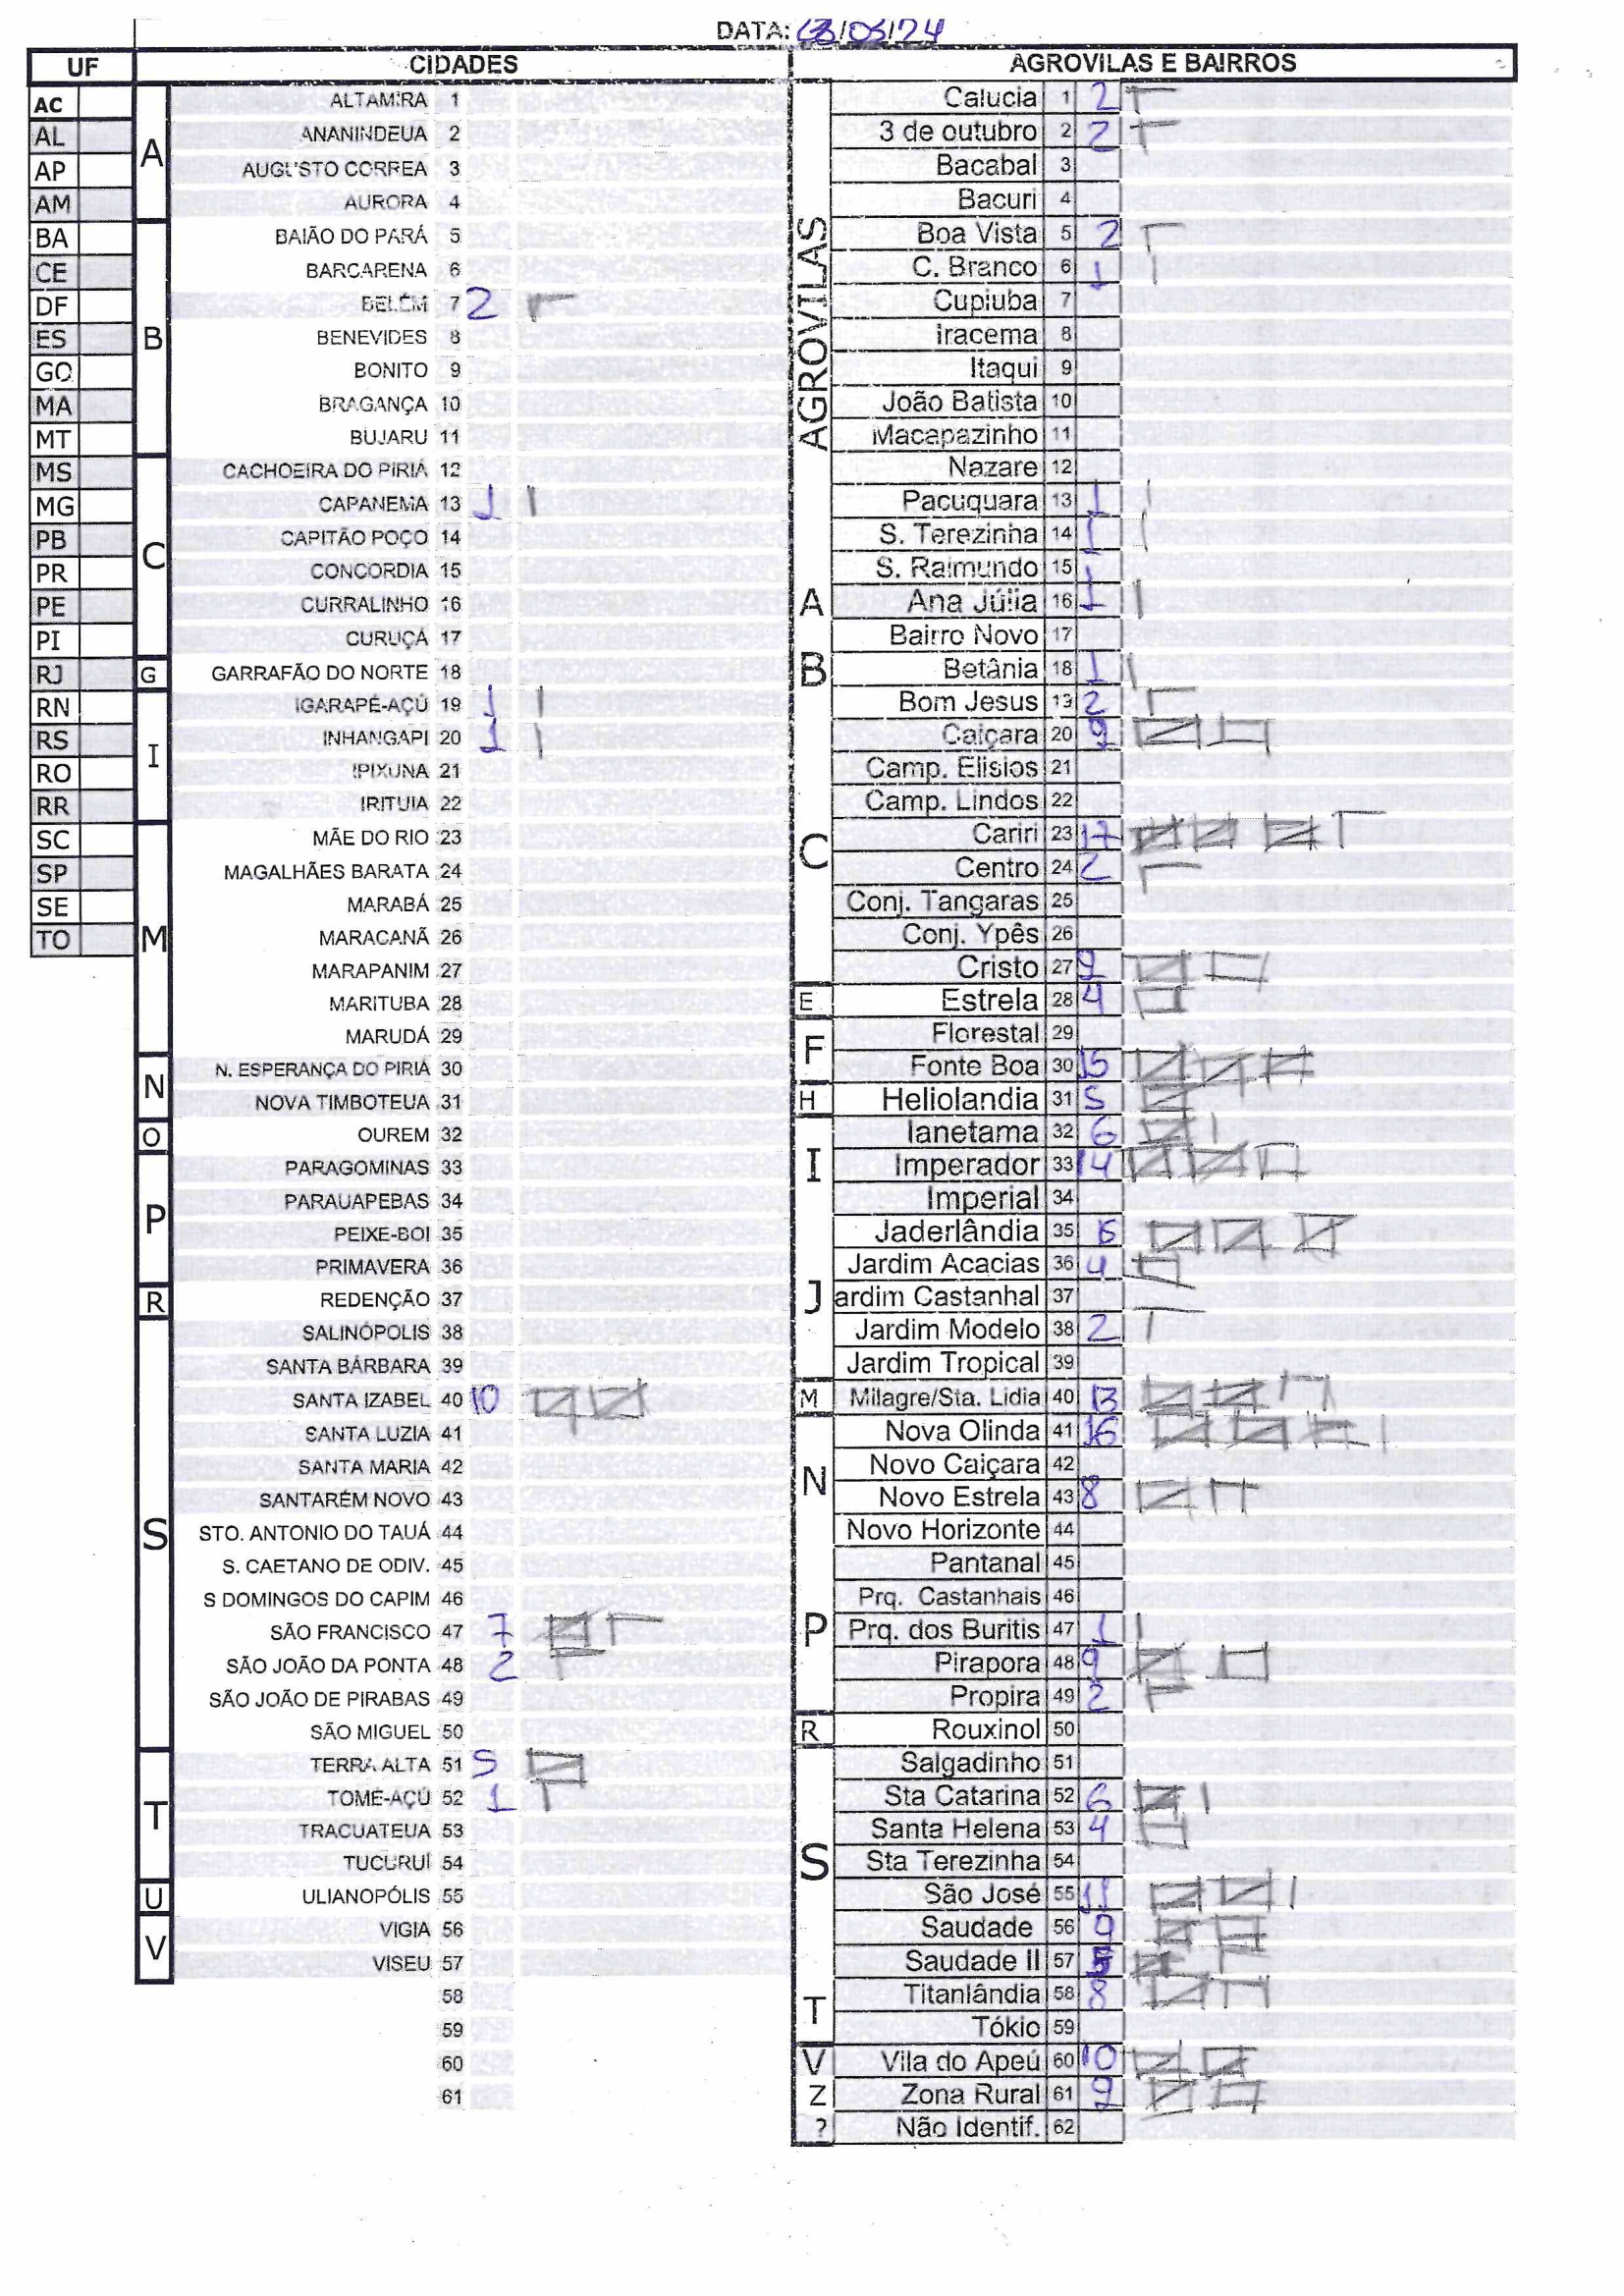 DATA: 03/05/24
UF CIDADES AGROVILAS E BAIRROS
AC
AL
AP
AM
BA
CE
DF
ES
GO
MA
MT
MS
MG
PB
PR
PE
PI
RJ
RN
RS
RO
RR
SC
SP
SE
TO
A
ALTAMIRA 1
ANANINDEUA 2
AUGUSTO CORREA 3
AURORA 4
B
BAIÃO DO PARÁ 5
BARCARENA 6
BELÉM 7 2
BENEVIDES 8
BONITO 9
BRAGANÇA 10
BUJARU 11
C
CACHOEIRA DO PIRIÁ 12
CAPANEMA 13 1
CAPITÃO POÇO 14
CONCORDIA 15
CURRALINHO 16
CURUÇÁ 17
G
GARRAFÃO DO NORTE 18
I
IGARAPÉ-AÇÚ 19 1
INHANGAPI 20 1
IPIXUNA 21
IRITUIA 22
M
MÃE DO RIO 23
MAGALHÃES BARATA 24
MARABÁ 25
MARACANÃ 26
MARAPANIM 27
MARITUBA 28
MARUDÁ 29
N
N. ESPERANÇA DO PIRIÁ 30
NOVA TIMBOTEUA 31
O
OUREM 32
P
PARAGOMINAS 33
PARAUAPEBAS 34
PEIXE-BOI 35
PRIMAVERA 36
R
REDENÇÃO 37
S
SALINÓPOLIS 38
SANTA BÁRBARA 39
SANTA IZABEL 40 10
SANTA LUZIA 41
SANTA MARIA 42
SANTARÉM NOVO 43
STO. ANTONIO DO TAUÁ 44
S. CAETANO DE ODIV. 45
S DOMINGOS DO CAPIM 46
SÃO FRANCISCO 47 7
SÃO JOÃO DA PONTA 48 2
SÃO JOÃO DE PIRABAS 49
SÃO MIGUEL 50
T
TERRA ALTA 51 5
TOMÉ-AÇÚ 52 1
TRACUATEUA 53
TUCURUÍ 54
U
ULIANOPÓLIS 55
V
VIGIA 56
VISEU 57
58
59
60
61
AGROVILAS
Calucia 1 2
3 de outubro 2 2
Bacabal 3
Bacuri 4
Boa Vista 5 2
C. Branco 6 1
Cupiuba 7
Iracema 8
Itaqui 9
João Batista 10
Macapazinho 11
Nazare 12
Pacuquara 13 1
S. Terezinha 14 1
S. Raimundo 15
A
Ana Júlia 16 1
Bairro Novo 17
B
Betânia 18 1
Bom Jesus 19 2
Caiçara 20 9
Camp. Elisios 21
Camp. Lindos 22
C
Cariri 23 17
Centro 24 2
Conj. Tangaras 25
Conj. Ypês 26
Cristo 27 9
E
Estrela 28 4
F
Florestal 29
Fonte Boa 30 15
H
Heliolandia 31 5
I
Ianetama 32 6
Imperador 33 14
Imperial 34
Jaderlândia 35 15
Jardim Acacias 36 4
J
ardim Castanhal 37
Jardim Modelo 38 2
Jardim Tropical 39
M
Milagre/Sta. Lidia 40 13
N
Nova Olinda 41 16
Novo Caiçara 42
Novo Estrela 43 8
Novo Horizonte 44
Pantanal 45
Prq. Castanhais 46
P
Prq. dos Buritis 47 1
Pirapora 48 9
Propira 49 2
R
Rouxinol 50
S
Salgadinho 51
Sta Catarina 52 6
Santa Helena 53 4
Sta Terezinha 54
São José 55 11
Saudade 56 9
Saudade II 57
T
Titanlândia 58 8
Tókio 59
V
Vila do Apeú 60 10
Z
Zona Rural 61 9
?
Não Identif. 62